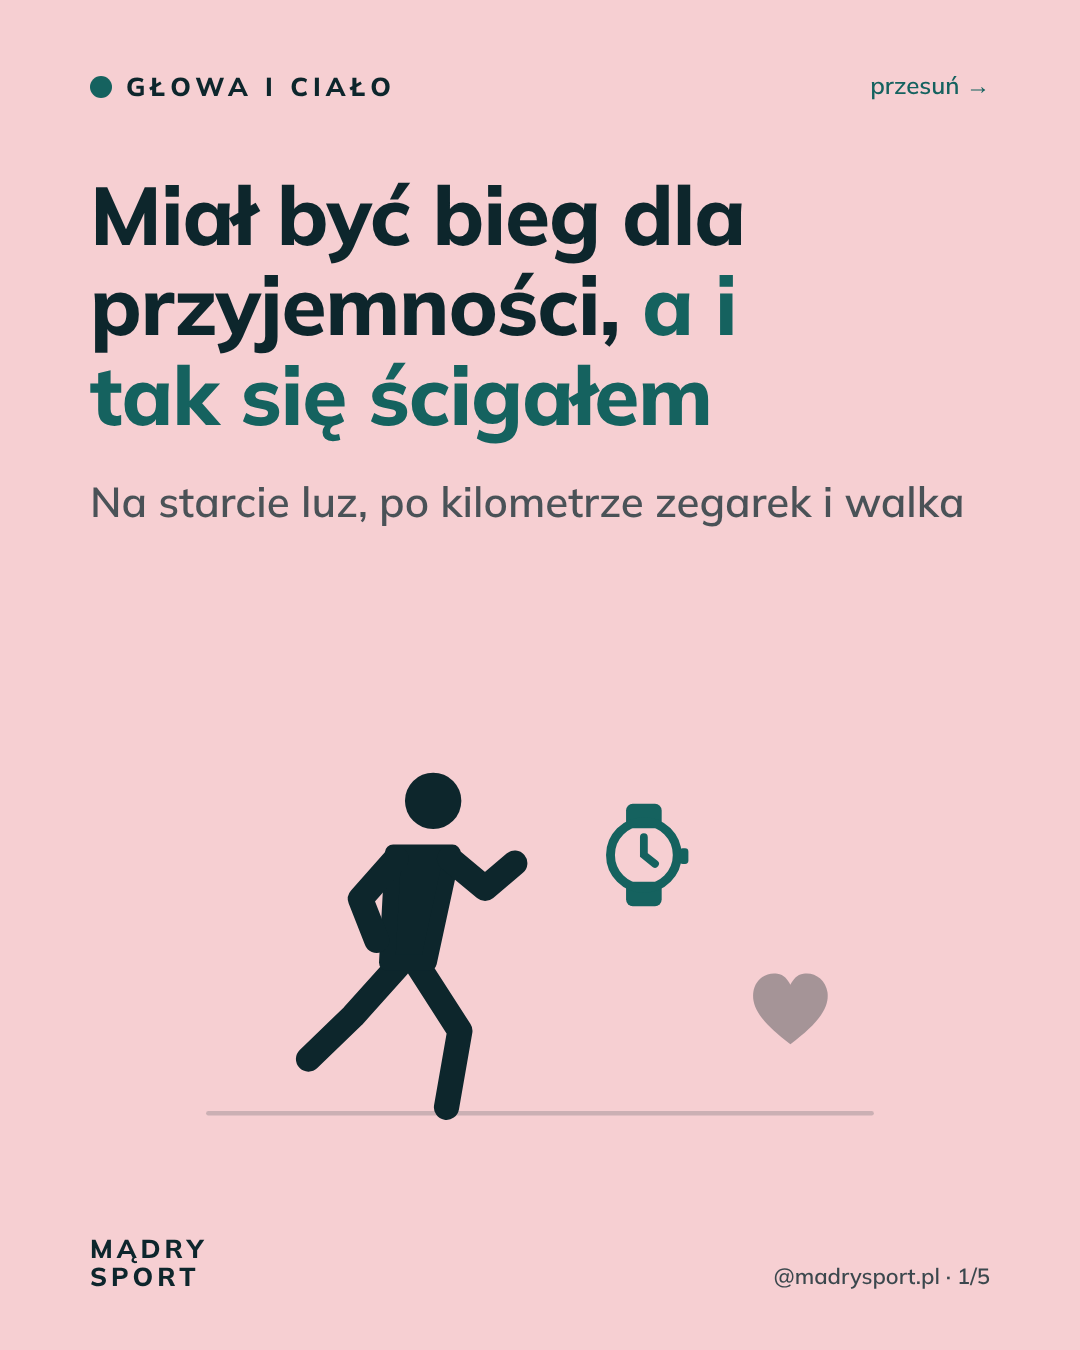 GŁOWA I CIAŁO
przesuń →
Miał być bieg dla
przyjemności, a i
tak się ścigałem
Na starcie luz, po kilometrze zegarek i walka
MĄDRY
SPORT
@madrysport.pl · 1/5